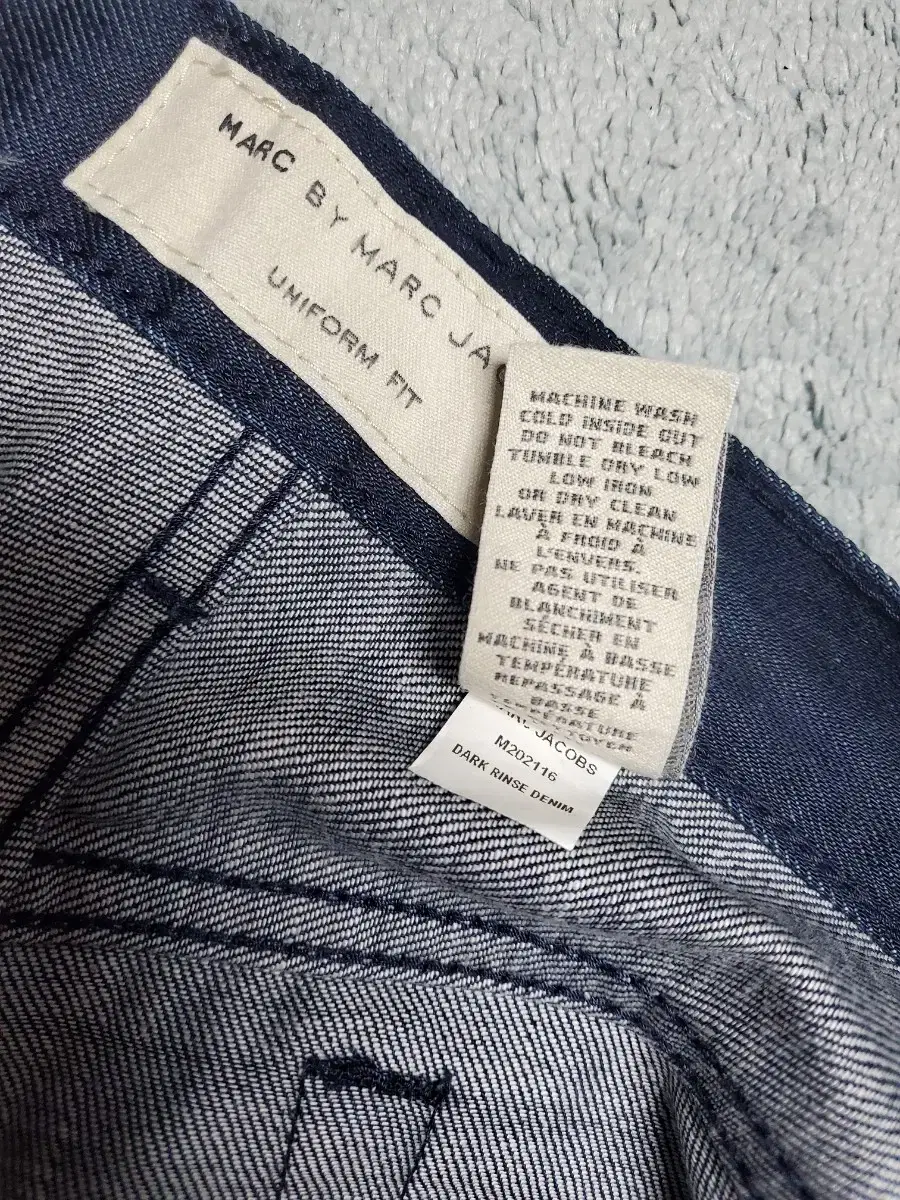 MARC BY MARC JAC
UNIFORM FIT
MACHINE WASH
COLD INSIDE OUT
DO NOT BLEACH
TUMBLE DRY LOW
LOW IRON
OR DRY CLEAN
LAVER EN MACHINE
À FROID À
L'ENVERS.
NE PAS UTILISER
AGENT DE
BLANCHIMENT
SÉCHER EN
MACHINE À BASSE
TEMPÉRATURE
REPASSAGE À
BASSE
JACOBS
M202116
DARK RINSE DENIM